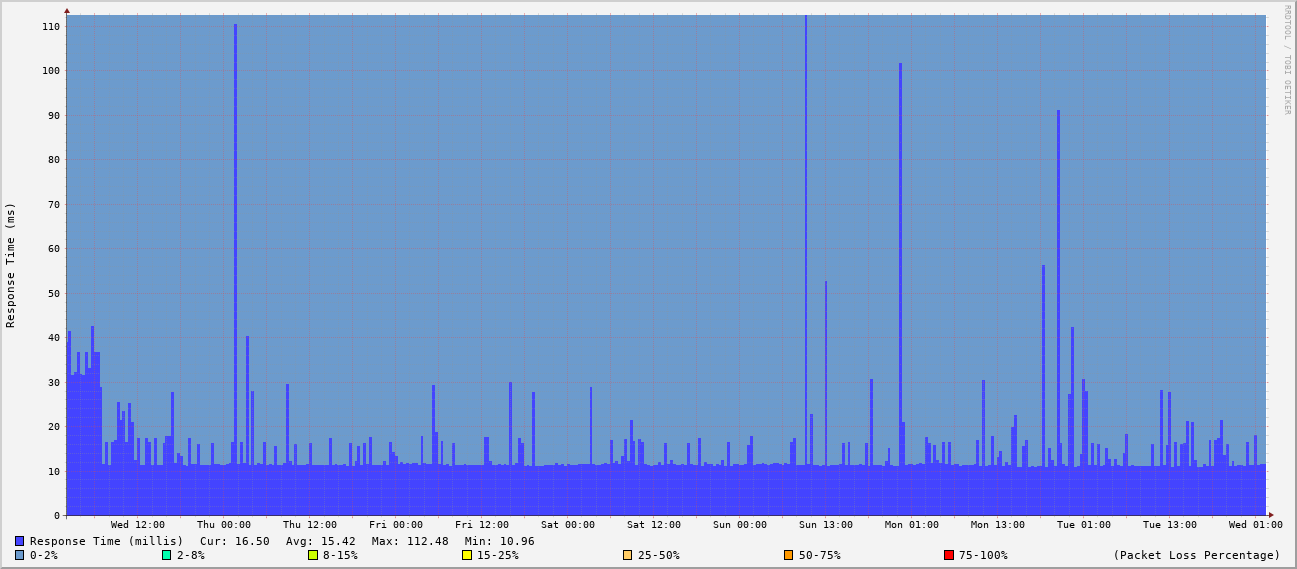 RRDTOOL / TOBI OETIKER
Response Time (ms)
110
100
90
80
70
60
50
40
30
20
10
0
Wed 12:00 Thu 00:00 Thu 12:00 Fri 00:00 Fri 12:00 Sat 00:00 Sat 12:00 Sun 00:00 Sun 13:00 Mon 01:00 Mon 13:00 Tue 01:00 Tue 13:00 Wed 01:00
Response Time (millis) Cur: 16.50 Avg: 15.42 Max: 112.48 Min: 10.96
0-2% 2-8% 8-15% 15-25% 25-50% 50-75% 75-100% (Packet Loss Percentage)